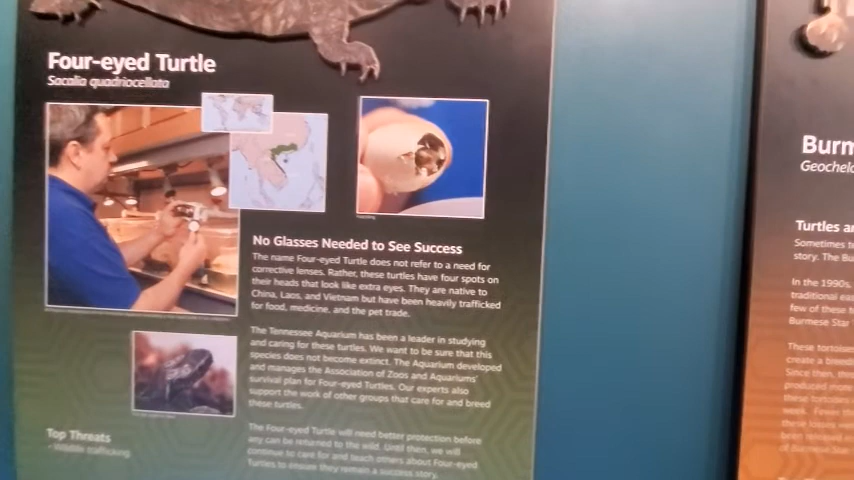 Four-eyed Turtle
Sacalia quadriocellata
No Glasses Needed to See Success
The name Four-eyed Turtle does not refer to a need for
corrective lenses. Rather, these turtles have four spots on
their heads that look like extra eyes. They are native to
China, Laos, and Vietnam but have been heavily trafficked
for food, medicine, and the pet trade.
The Tennessee Aquarium has been a leader in studying
and caring for these turtles. We want to be sure that this
species does not become extinct. The Aquarium developed
and manages the Association of Zoos and Aquariums'
survival plan for Four-eyed Turtles. Our experts also
support the work of other groups that care for and breed
these turtles.
The Four-eyed Turtle will need better protection before
any can be returned to the wild. Until then, we will
continue to care for and teach others about Four-eyed
Turtles to ensure they remain a success story.
Top Threats
- Wildlife trafficking
Burm
Geochelo
Turtles a
Sometimes
story. The Bu
In the 1990s,
traditional eas
few of these
Burmese Star
These tortoises
create a breed
Since then,
produced more
these tortoises
week.